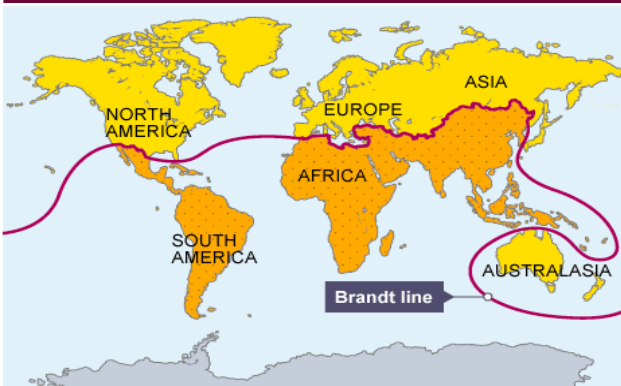 NORTH
AMERICA
EUROPE
ASIA
AFRICA
SOUTH
AMERICA
AUSTRALASIA
Brandt line